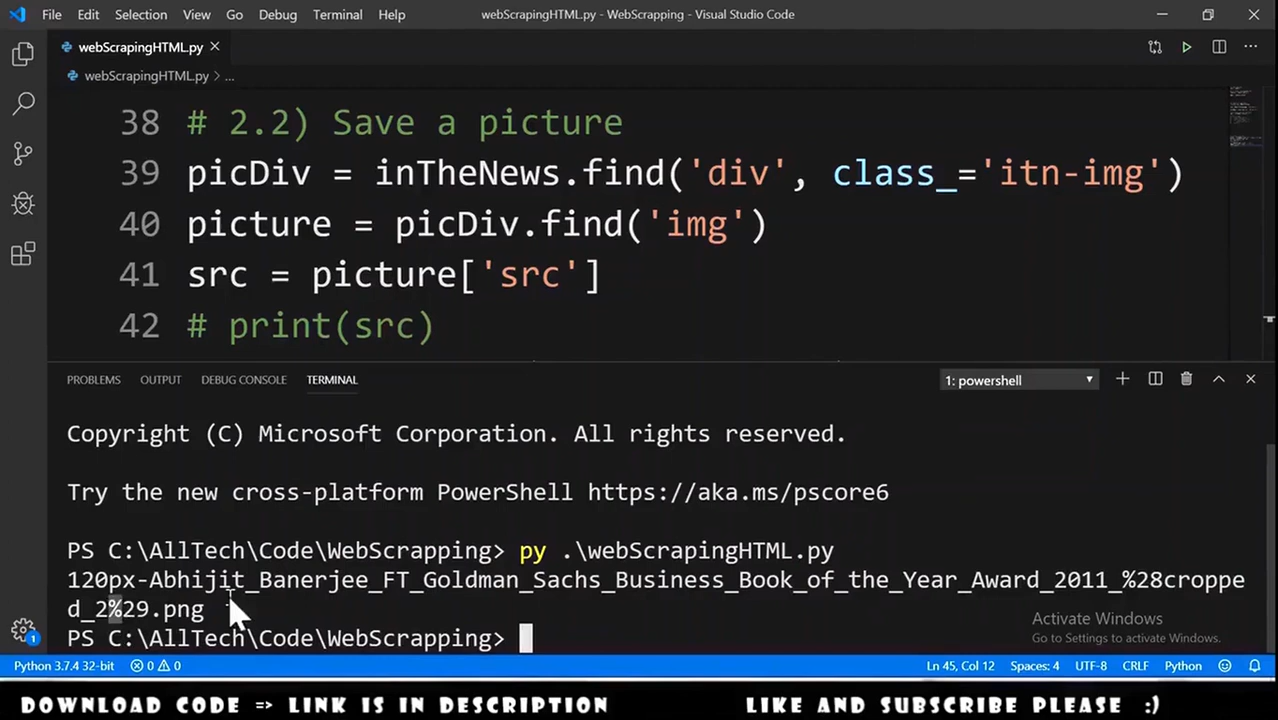 File Edit Selection View Go Debug Terminal Help webScrapingHTML.py - WebScrapping - Visual Studio Code
webScrapingHTML.py
webScrapingHTML.py > ...
38 # 2.2) Save a picture
39 picDiv = inTheNews.find('div', class_='itn-img')
40 picture = picDiv.find('img')
41 src = picture['src']
42 # print(src)
PROBLEMS OUTPUT DEBUG CONSOLE TERMINAL 1: powershell
Copyright (C) Microsoft Corporation. All rights reserved.
Try the new cross-platform PowerShell https://aka.ms/pscore6
PS C:\AllTech\Code\WebScrapping> py .\webScrapingHTML.py
120px-Abhijit_Banerjee_FT_Goldman_Sachs_Business_Book_of_the_Year_Award_2011_%28croppe
d_2%29.png
Activate Windows
PS C:\AllTech\Code\WebScrapping> Go to Settings to activate Windows.
1
Python 3.7.4 32-bit 0 0 Ln 45, Col 12 Spaces: 4 UTF-8 CRLF Python
DOWNLOAD CODE => LINK IS IN DESCRIPTION LIKE AND SUBSCRIBE PLEASE :)